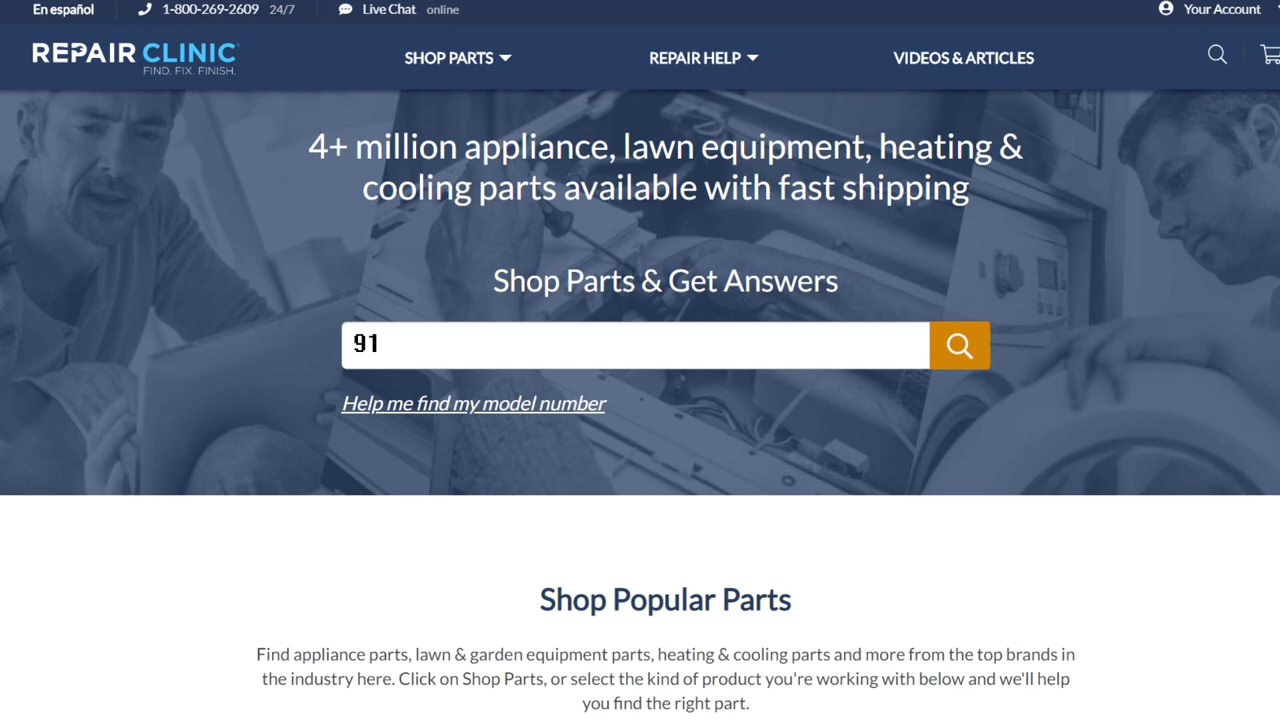 En español 1-800-269-2609 24/7 Live Chat online Your Account
REPAIR CLINIC
FIND. FIX. FINISH.
SHOP PARTS REPAIR HELP VIDEOS & ARTICLES
4+ million appliance, lawn equipment, heating &
cooling parts available with fast shipping
Shop Parts & Get Answers
91
Help me find my model number
Shop Popular Parts
Find appliance parts, lawn & garden equipment parts, heating & cooling parts and more from the top brands in
the industry here. Click on Shop Parts, or select the kind of product you're working with below and we'll help
you find the right part.